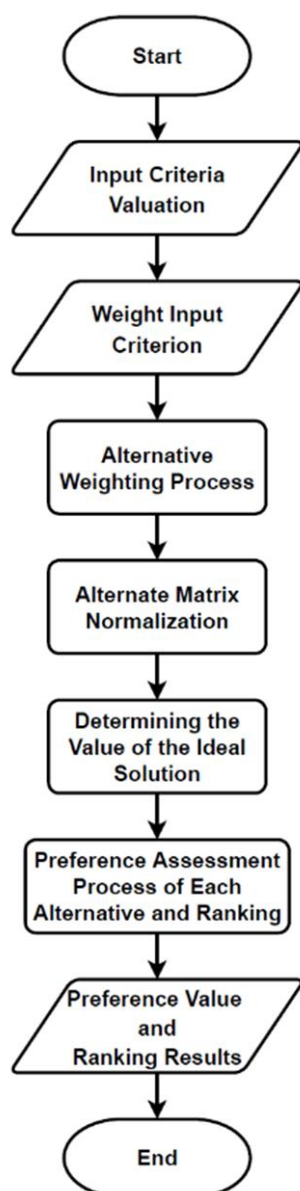 Start
Input Criteria
Valuation
Weight Input
Criterion
Alternative
Weighting Process
Alternate Matrix
Normalization
Determining the
Value of the Ideal
Solution
Preference Assessment
Process of Each
Alternative and Ranking
Preference Value
and
Ranking Results
End